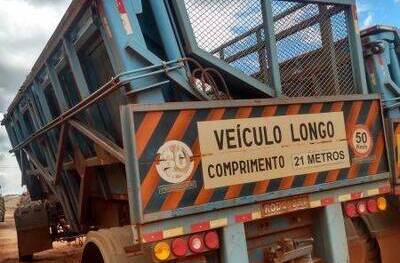 VEÍCULO LONGO
COMPRIMENTO 21 METROS
50